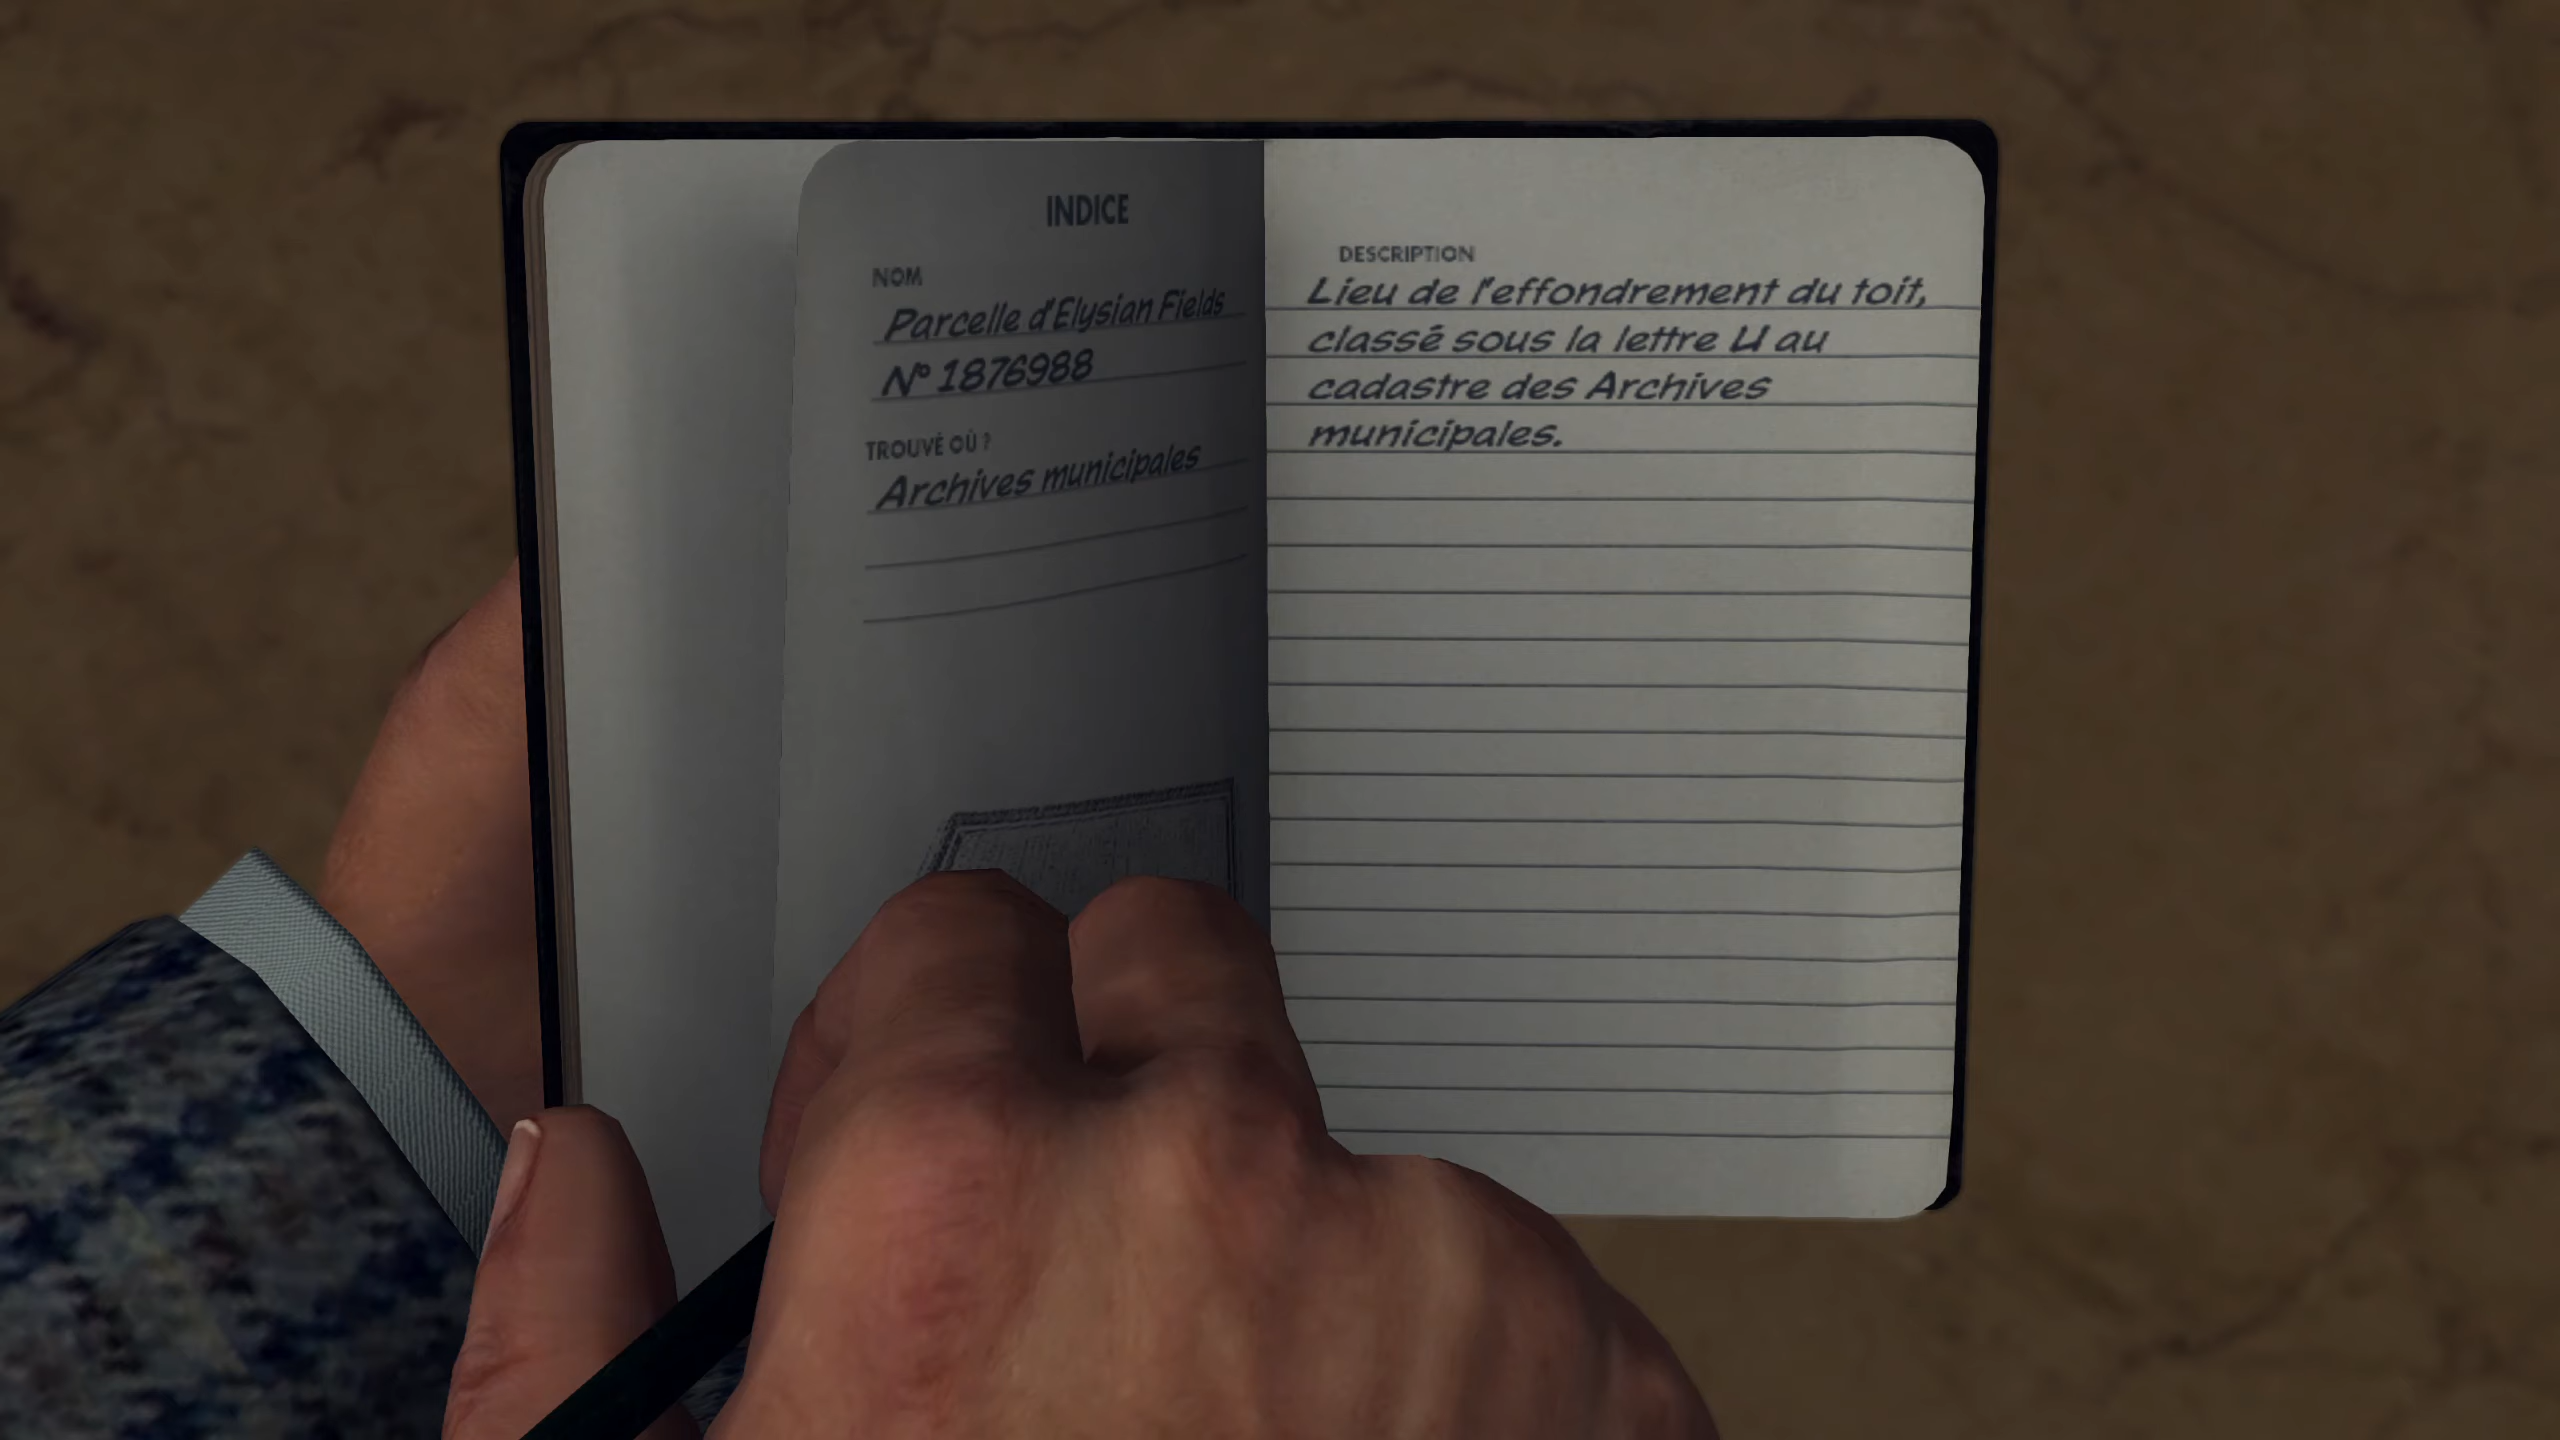 INDICE
NOM
Parcelle d'Elysian Fields
N° 1876988
TROUVÉ OÙ ?
Archives municipales
DESCRIPTION
Lieu de l'effondrement du toit,
classé sous la lettre U au
cadastre des Archives
municipales.